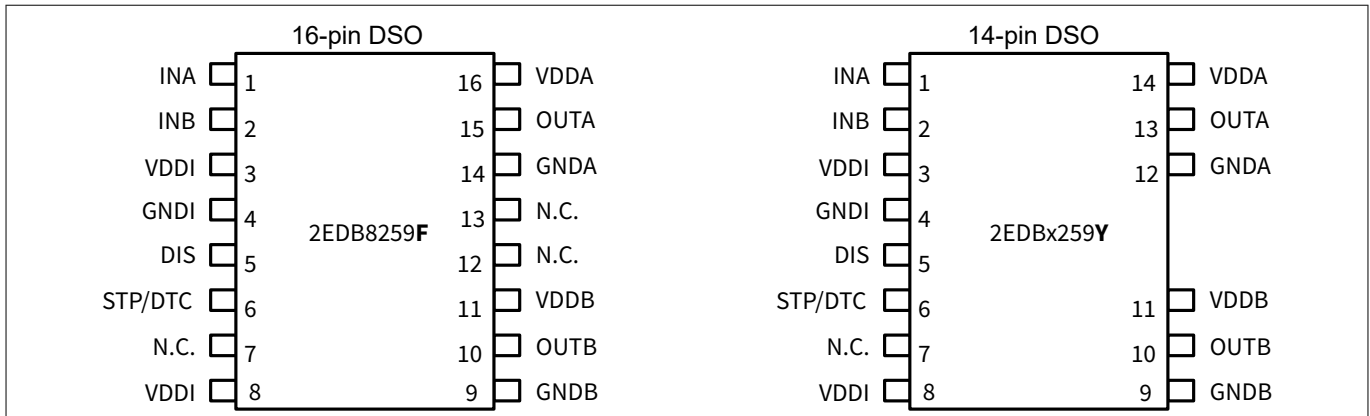 16-pin DSO
INA 1 16 VDDA
INB 2 15 OUTA
VDDI 3 14 GNDA
GNDI 4 13 N.C.
2EDB8259F
DIS 5 12 N.C.
STP/DTC 6 11 VDDB
N.C. 7 10 OUTB
VDDI 8 9 GNDB
14-pin DSO
INA 1 14 VDDA
INB 2 13 OUTA
VDDI 3 12 GNDA
GNDI 4
2EDBx259Y
DIS 5
STP/DTC 6 11 VDDB
N.C. 7 10 OUTB
VDDI 8 9 GNDB